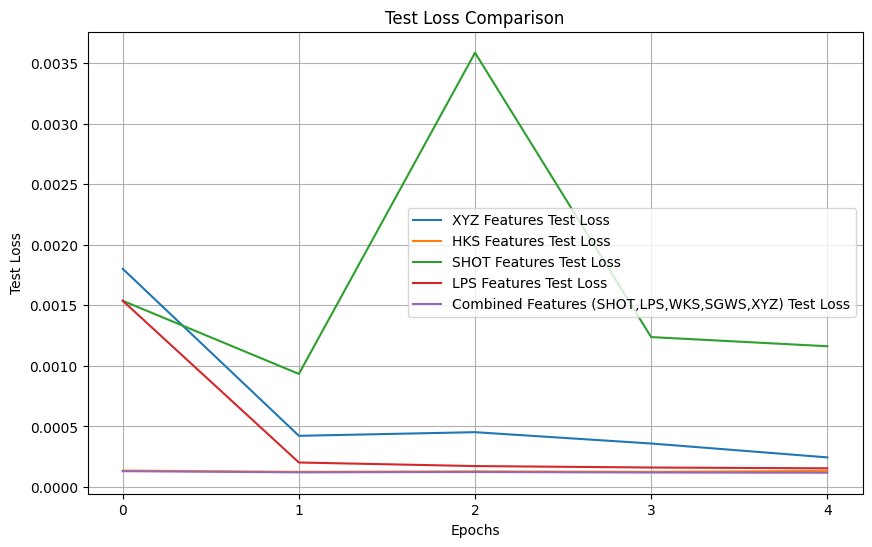 Test Loss Comparison
Test Loss
0.0035
0.0030
0.0025
0.0020
0.0015
0.0010
0.0005
0.0000
XYZ Features Test Loss
HKS Features Test Loss
SHOT Features Test Loss
LPS Features Test Loss
Combined Features (SHOT,LPS,WKS,SGWS,XYZ) Test Loss
0 1 2 3 4
Epochs